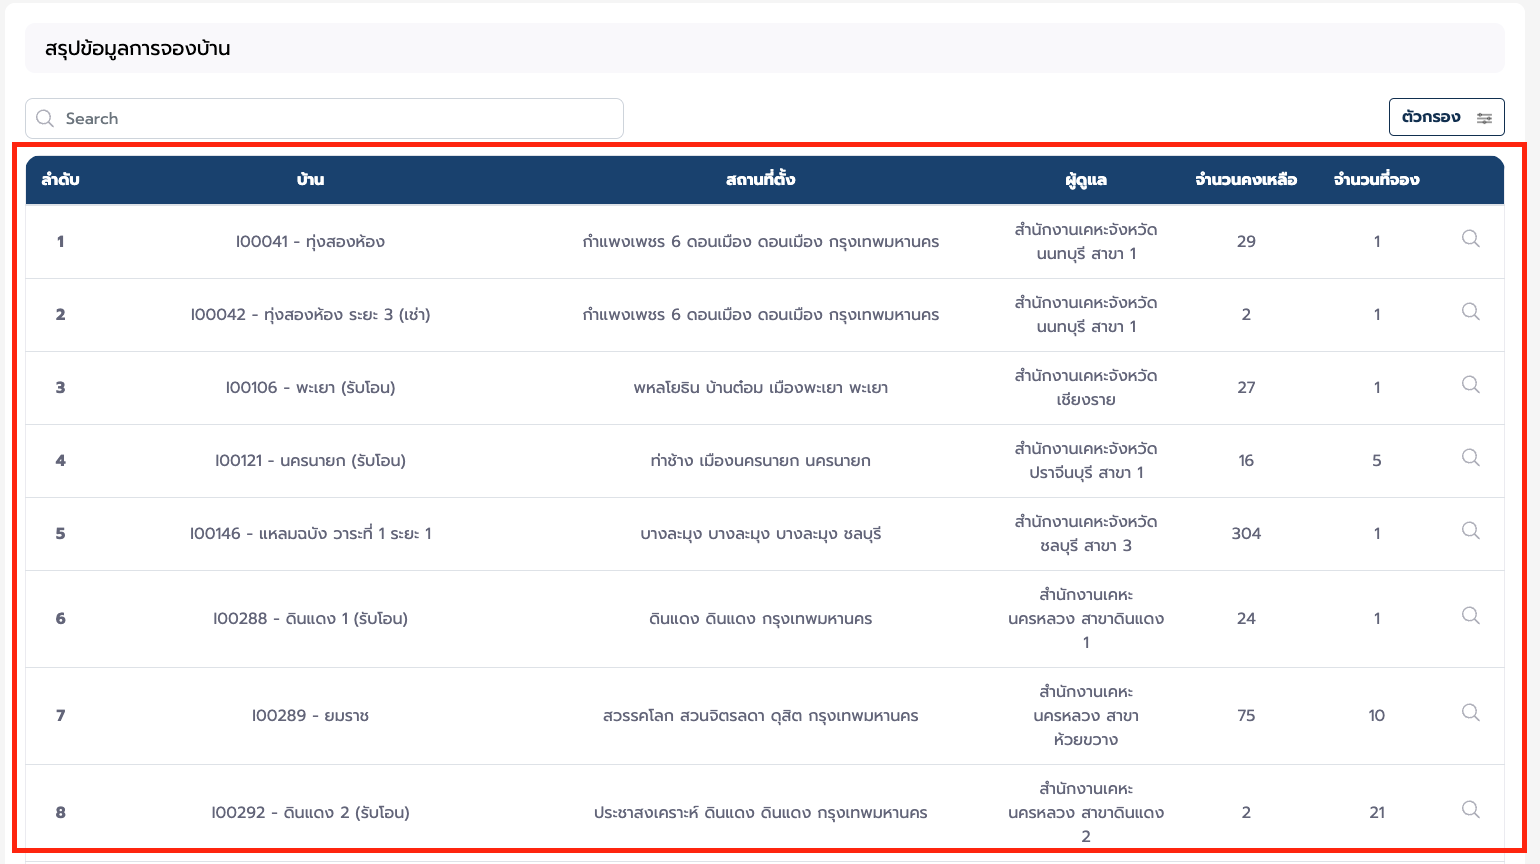 สรุปข้อมูลการจองบ้าน
Search
ตัวกรอง
ลำดับ บ้าน สถานที่ตั้ง ผู้ดูแล จำนวนคงเหลือ จำนวนที่จอง
1 I00041 - ทุ่งสองห้อง กำแพงเพชร 6 ดอนเมือง ดอนเมือง กรุงเทพมหานคร สำนักงานเคหะจังหวัด
นนทบุรี สาขา 1 29 1
2 I00042 - ทุ่งสองห้อง ระยะ 3 (เช่า) กำแพงเพชร 6 ดอนเมือง ดอนเมือง กรุงเทพมหานคร สำนักงานเคหะจังหวัด
นนทบุรี สาขา 1 2 1
3 I00106 - พะเยา (รับโอน) พหลโยธิน บ้านต๋อม เมืองพะเยา พะเยา สำนักงานเคหะจังหวัด
เชียงราย 27 1
4 I00121 - นครนายก (รับโอน) ท่าช้าง เมืองนครนายก นครนายก สำนักงานเคหะจังหวัด
ปราจีนบุรี สาขา 1 16 5
5 I00146 - แหลมฉบัง วาระที่ 1 ระยะ 1 บางละมุง บางละมุง บางละมุง ชลบุรี สำนักงานเคหะจังหวัด
ชลบุรี สาขา 3 304 1
6 I00288 - ดินแดง 1 (รับโอน) ดินแดง ดินแดง กรุงเทพมหานคร สำนักงานเคหะ
นครหลวง สาขาดินแดง
1 24 1
7 I00289 - ยมราช สวรรคโลก สวนจิตรลดา ดุสิต กรุงเทพมหานคร สำนักงานเคหะ
นครหลวง สาขา
ห้วยขวาง 75 10
8 I00292 - ดินแดง 2 (รับโอน) ประชาสงเคราะห์ ดินแดง ดินแดง กรุงเทพมหานคร สำนักงานเคหะ
นครหลวง สาขาดินแดง
2 2 21